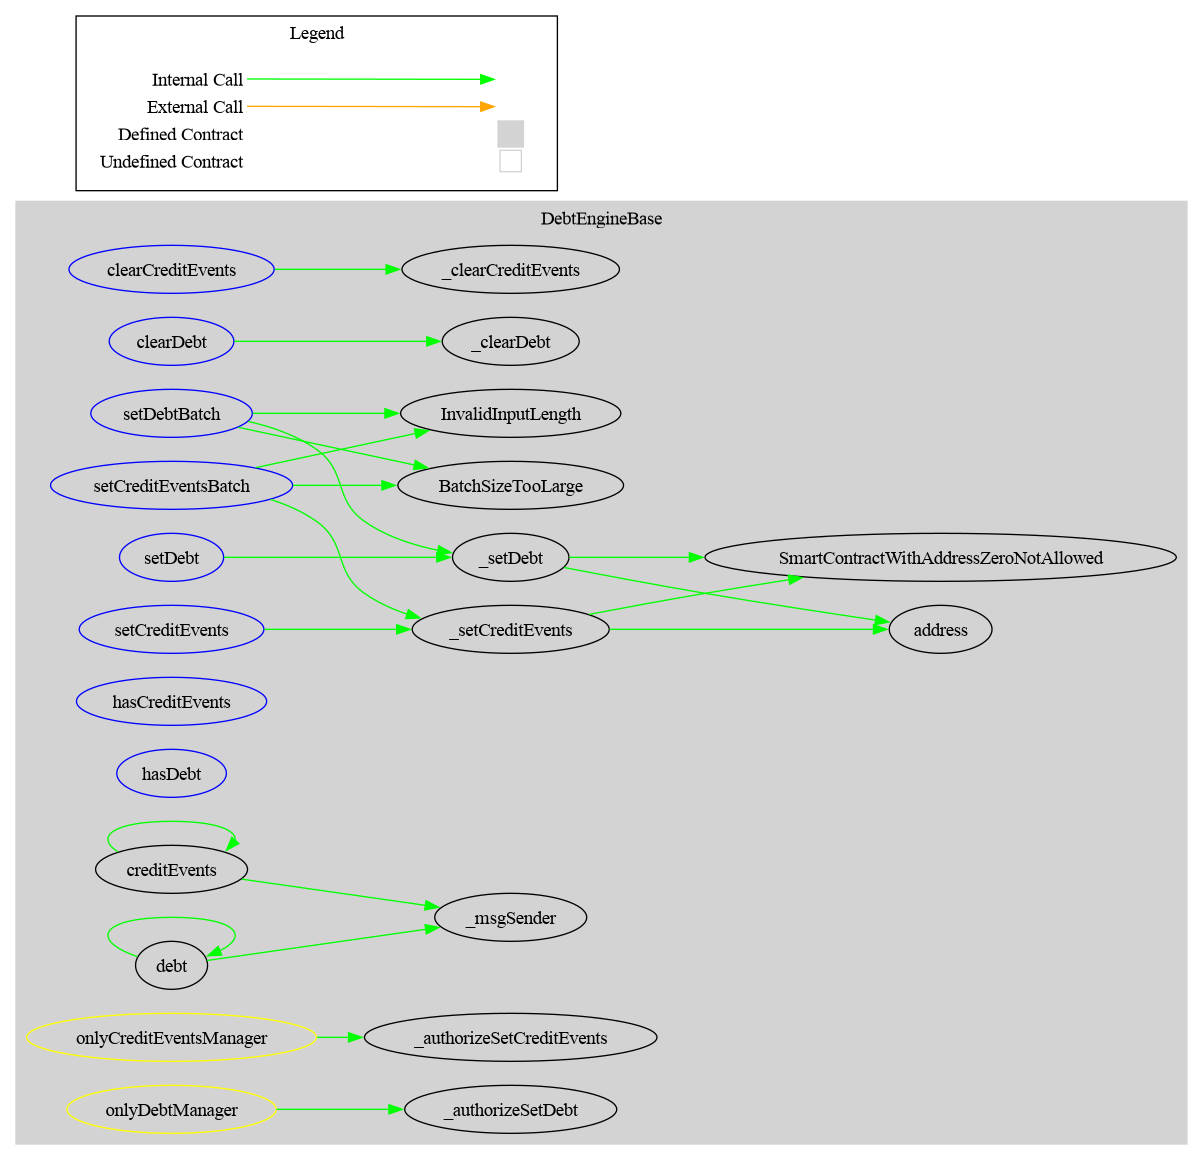 Legend
Internal Call
External Call
Defined Contract
Undefined Contract
DebtEngineBase
clearCreditEvents
_clearCreditEvents
clearDebt
_clearDebt
setDebtBatch
InvalidInputLength
setCreditEventsBatch
BatchSizeTooLarge
setDebt
_setDebt
SmartContractWithAddressZeroNotAllowed
setCreditEvents
_setCreditEvents
address
hasCreditEvents
hasDebt
creditEvents
_msgSender
debt
onlyCreditEventsManager
_authorizeSetCreditEvents
onlyDebtManager
_authorizeSetDebt